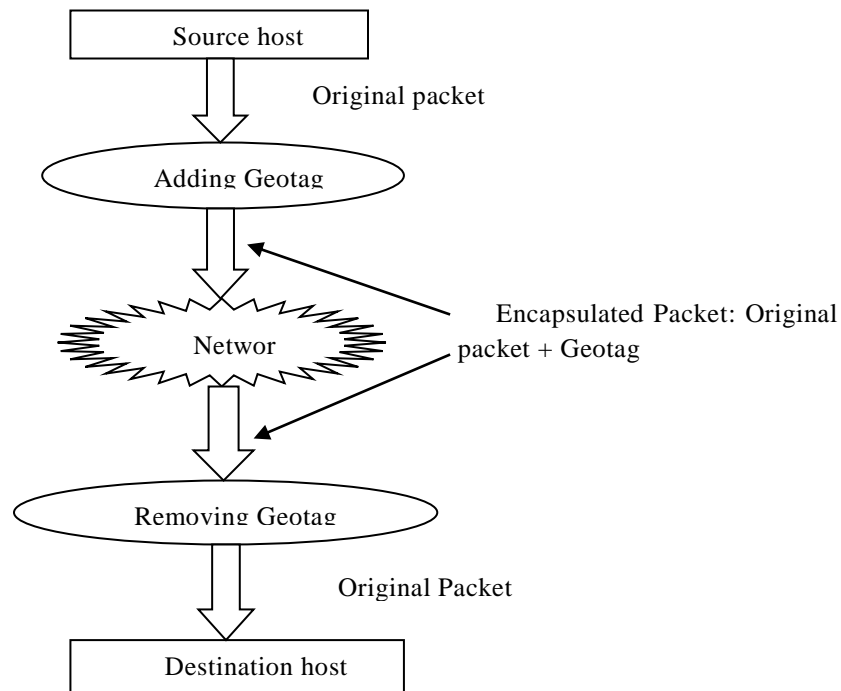 Source host
Original packet
Adding Geotag
Encapsulated Packet: Original
packet + Geotag
Networ
Removing Geotag
Original Packet
Destination host